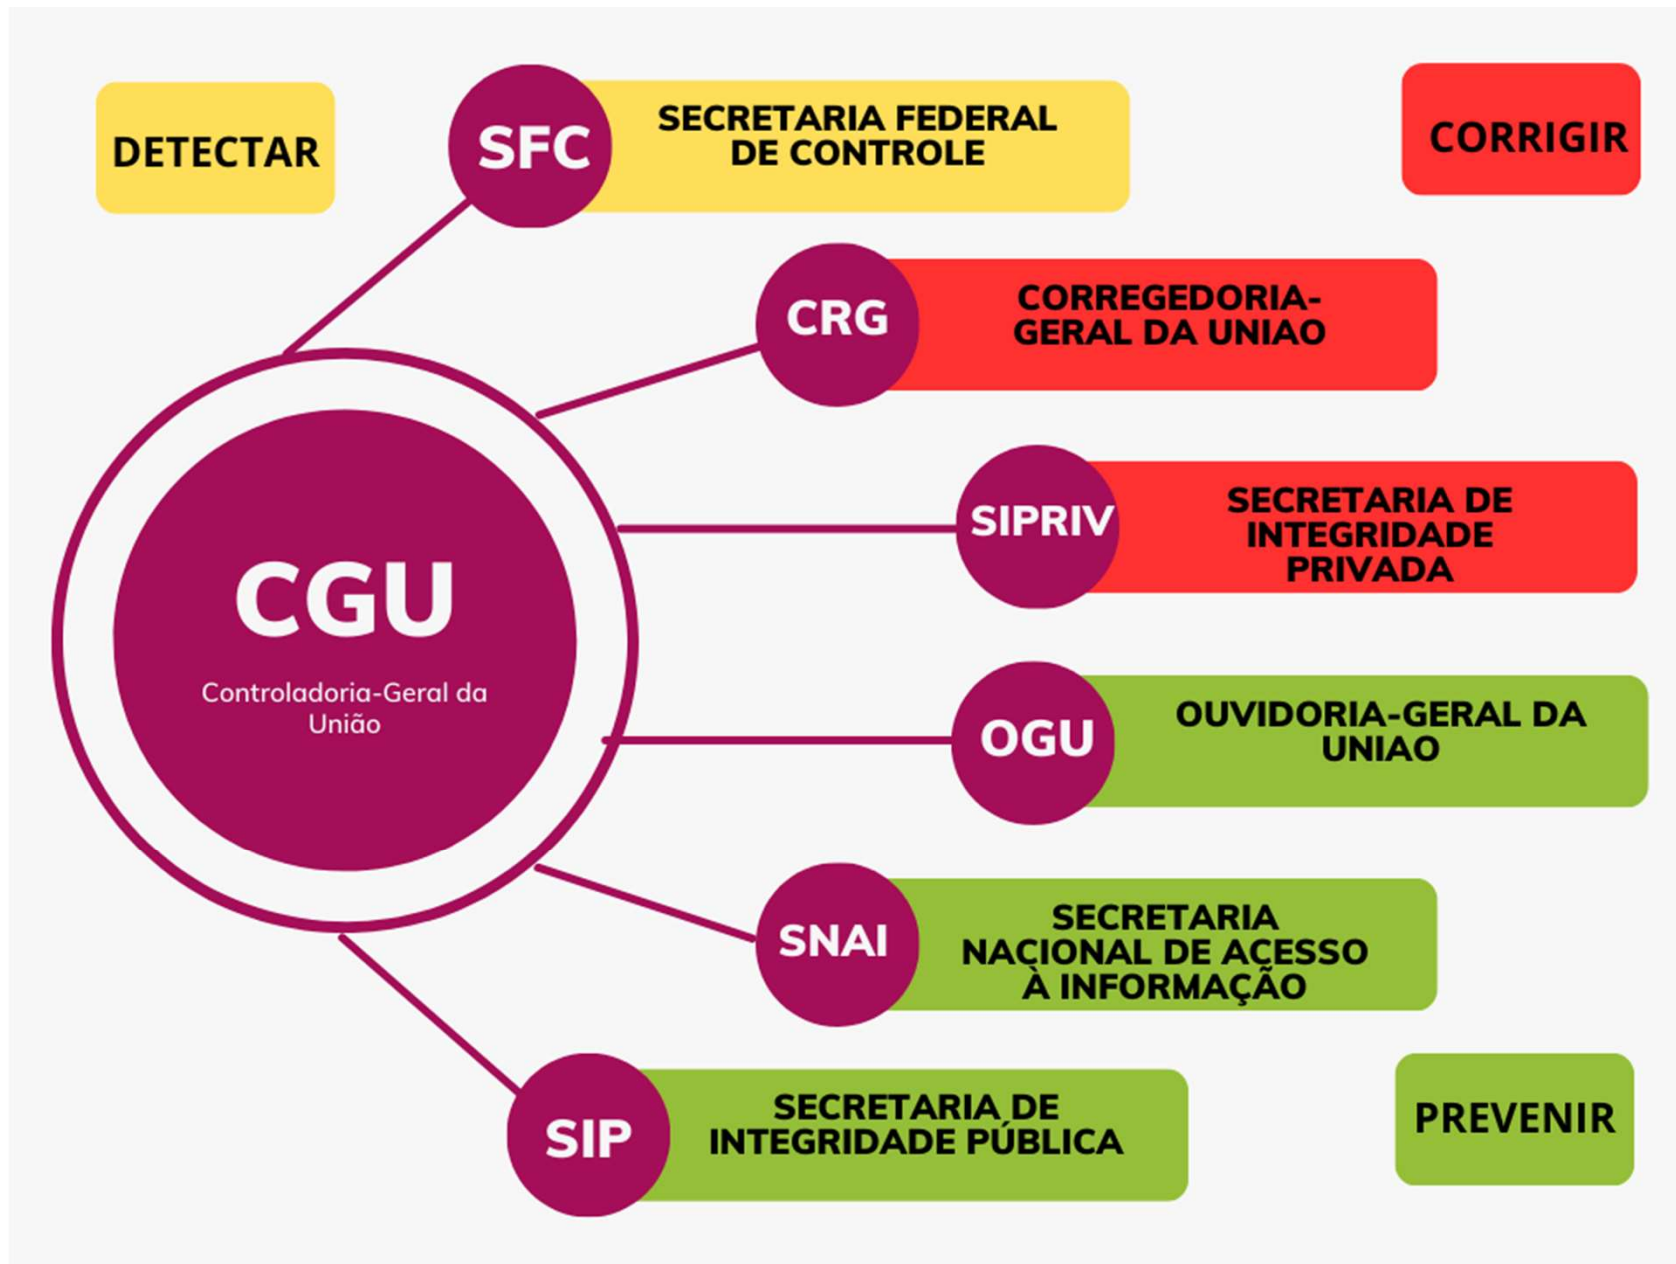 DETECTAR
SFC
SECRETARIA FEDERAL
DE CONTROLE
CORRIGIR
CRG
CORREGEDORIA-
GERAL DA UNIAO
SIPRIV
SECRETARIA DE
INTEGRIDADE
PRIVADA
CGU
Controladoria-Geral da
União
OGU
OUVIDORIA-GERAL DA
UNIAO
SNAI
SECRETARIA
NACIONAL DE ACESSO
À INFORMAÇÃO
SIP
SECRETARIA DE
INTEGRIDADE PÚBLICA
PREVENIR